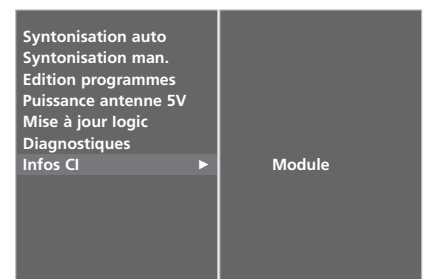 Syntonisation auto
Syntonisation man.
Edition programmes
Puissance antenne 5V
Mise à jour logic
Diagnostiques
Infos CI ► Module